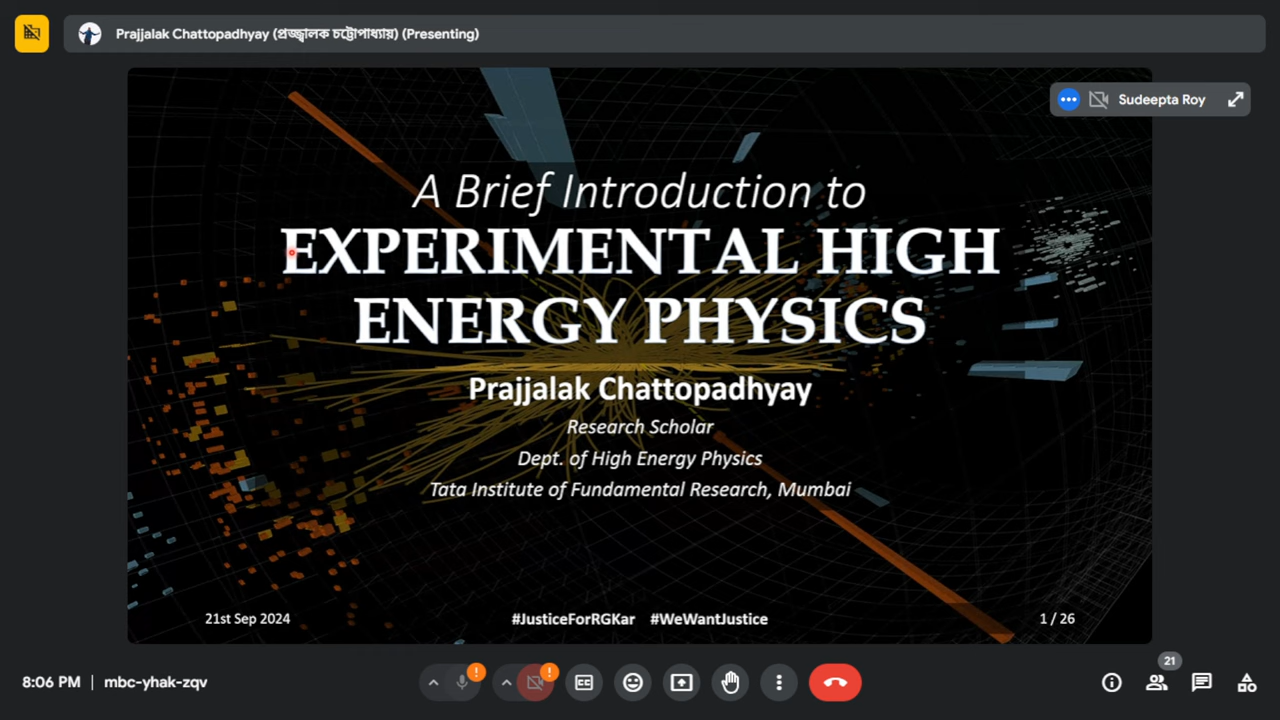 Prajjalak Chattopadhyay (প্রজ্জ্বালক চট্টোপাধ্যায়) (Presenting)
Sudeepta Roy
A Brief Introduction to
EXPERIMENTAL HIGH
ENERGY PHYSICS
Prajjalak Chattopadhyay
Research Scholar
Dept. of High Energy Physics
Tata Institute of Fundamental Research, Mumbai
21st Sep 2024 #JusticeForRGKar #WeWantJustice 1 / 26
21
8:06 PM | mbc-yhak-zqv